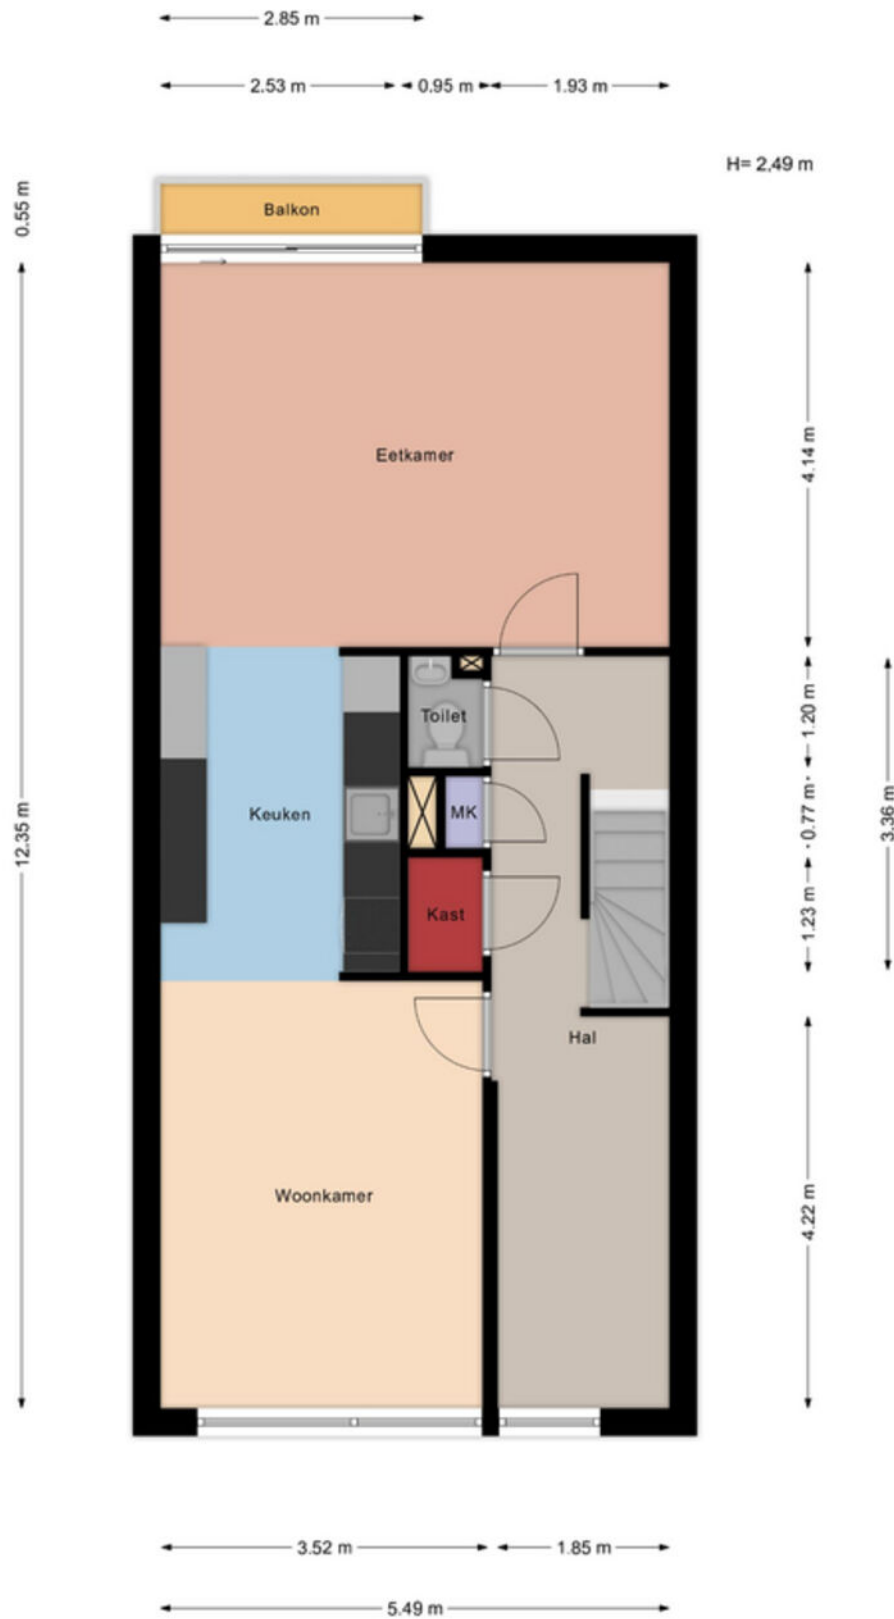 2.85 m
2.53 m
0.95 m
1.93 m
H= 2,49 m
0.55 m
Balkon
Eetkamer
4.14 m
Toilet
1.20 m
Keuken
MK
0.77 m
3.36 m
12.35 m
Kast
1.23 m
Hal
Woonkamer
4.22 m
3.52 m
1.85 m
5.49 m